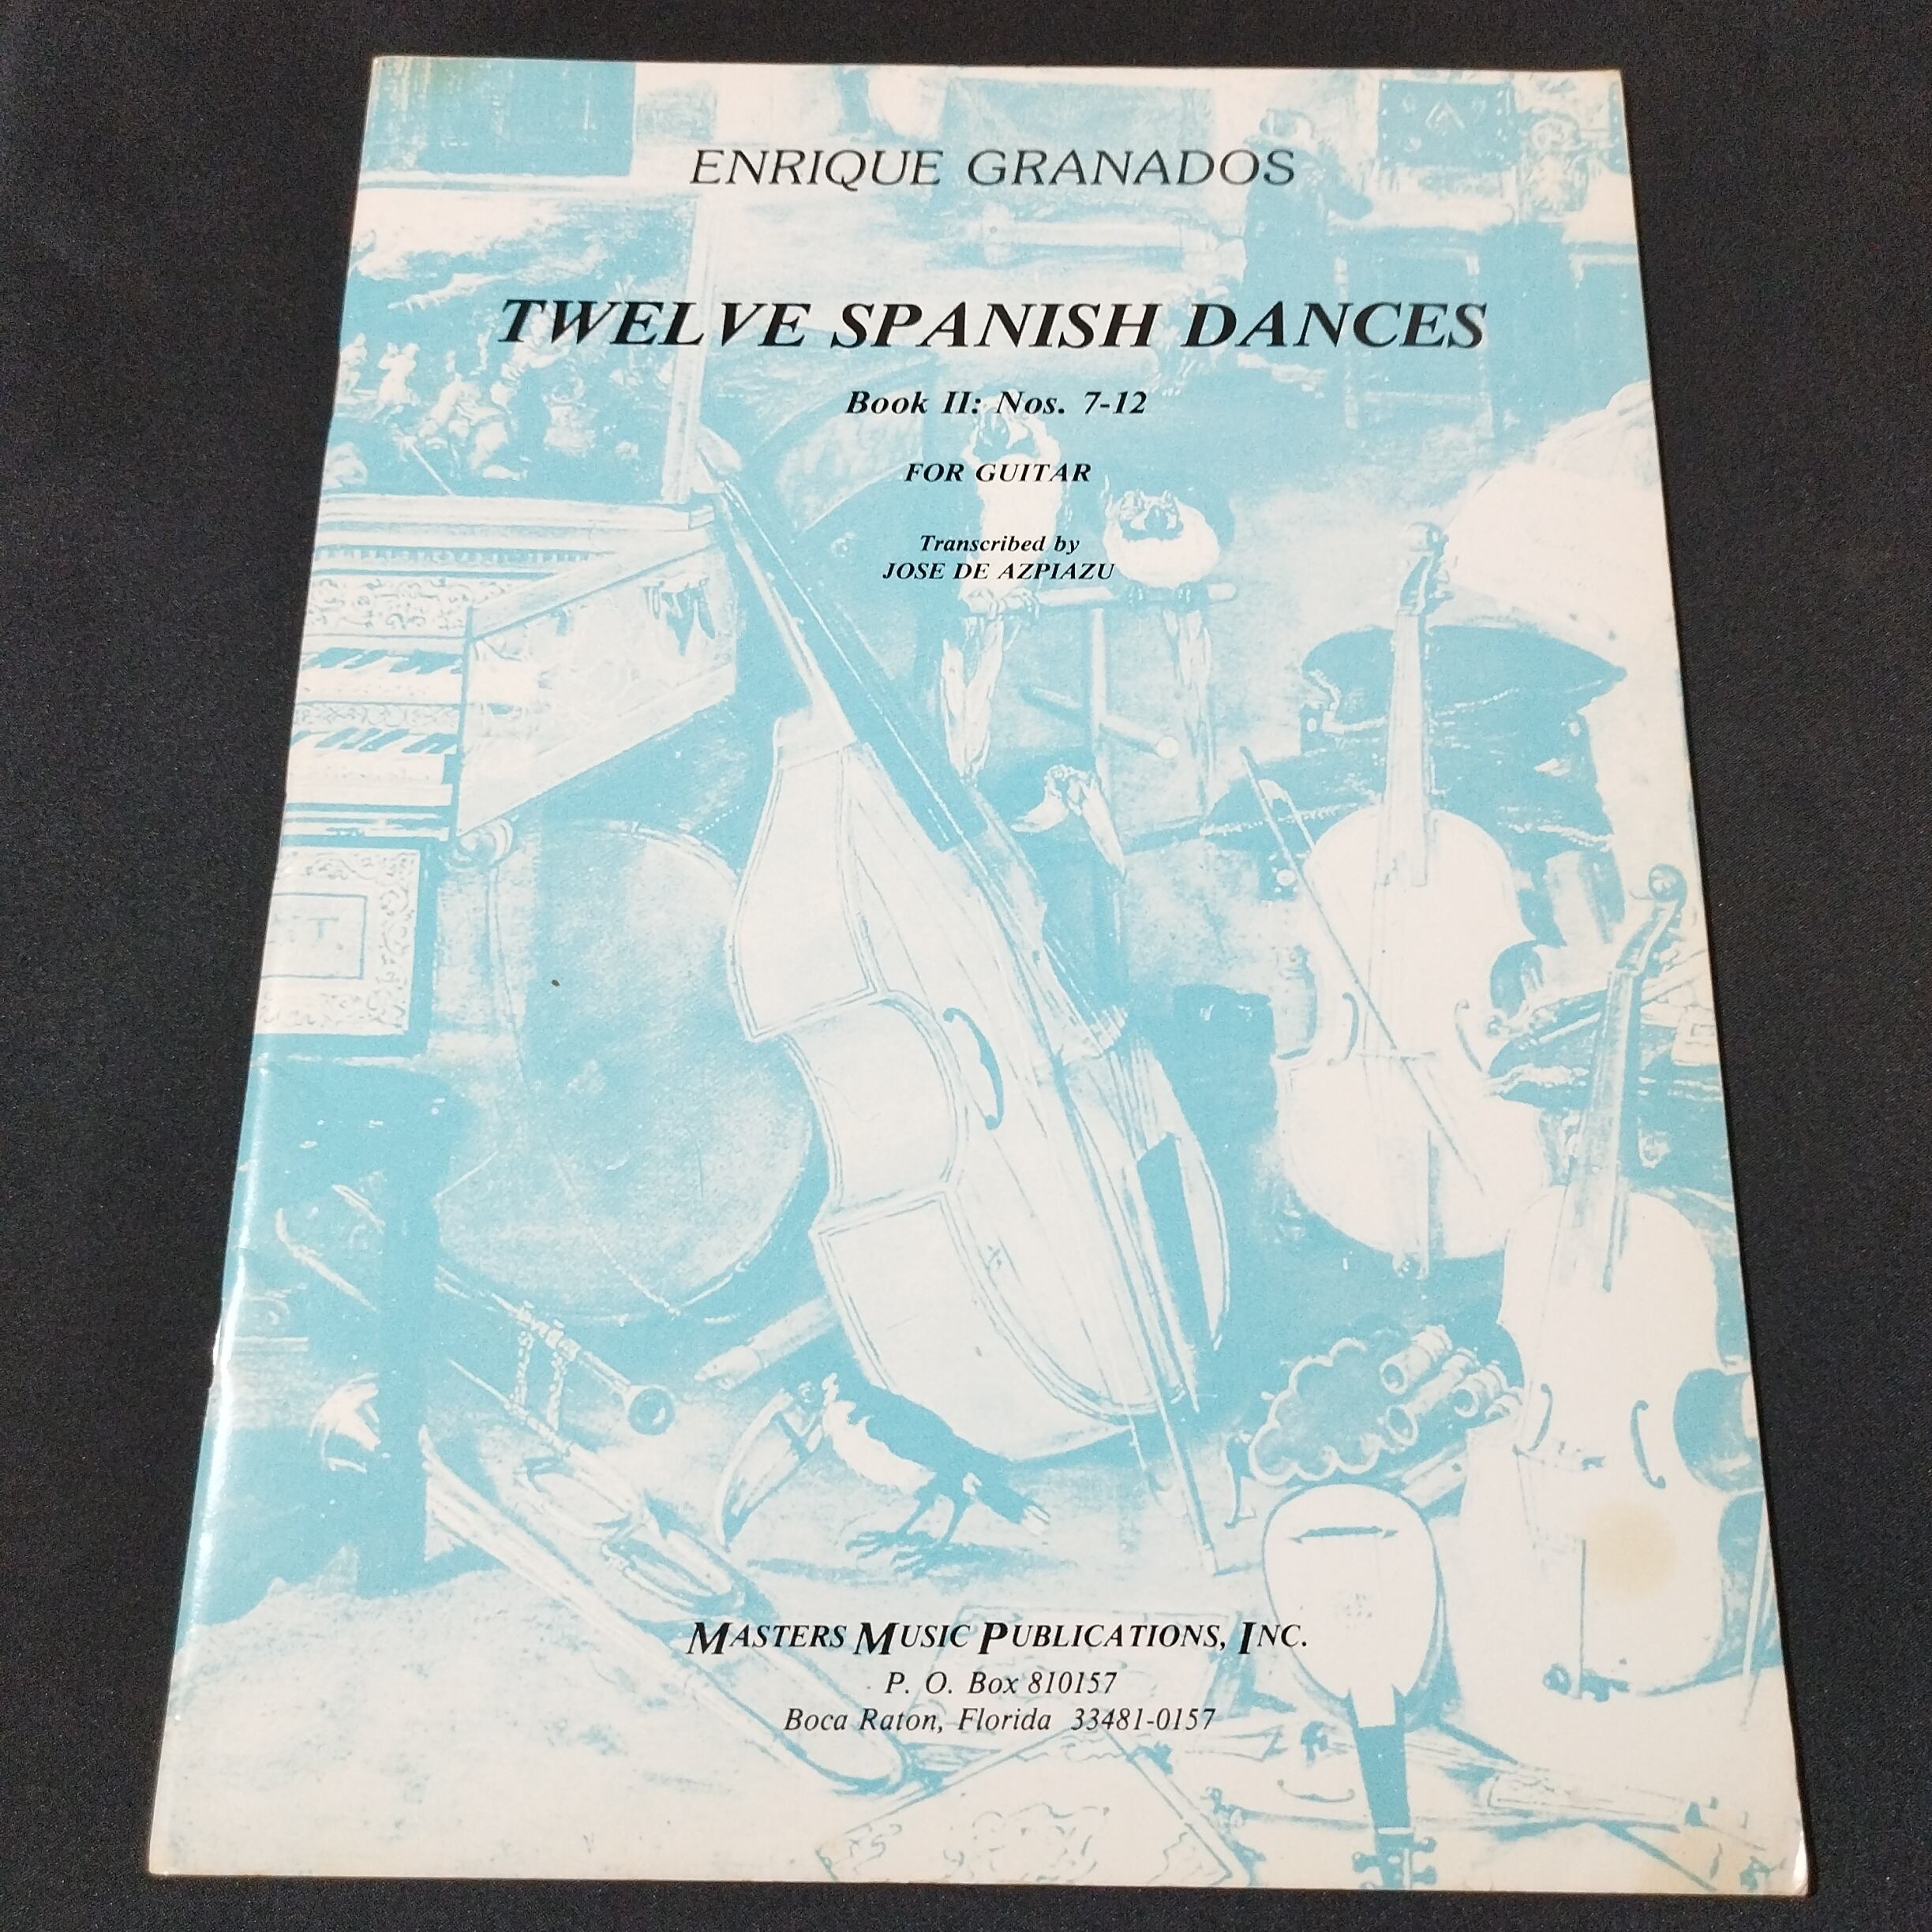 ENRIQUE GRANADOS
TWELVE SPANISH DANCES
Book II: Nos. 7-12
FOR GUITAR
Transcribed by
JOSE DE AZPIAZU
MASTERS MUSIC PUBLICATIONS, INC.
P. O. Box 810157
Boca Raton, Florida 33481-0157